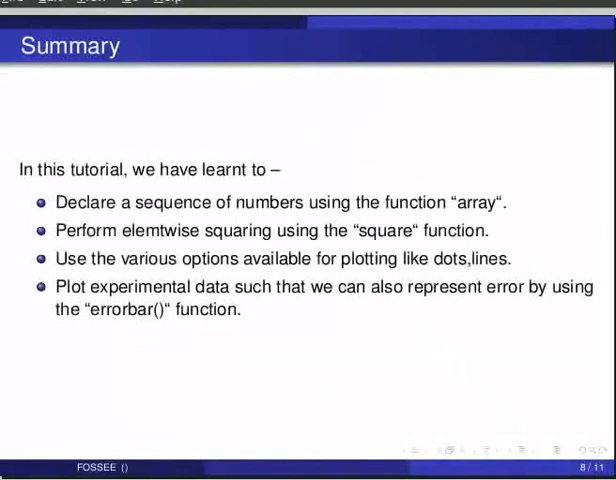 Summary
In this tutorial, we have learnt to –
Declare a sequence of numbers using the function “array“.
Perform elemtwise squaring using the “square“ function.
Use the various options available for plotting like dots,lines.
Plot experimental data such that we can also represent error by using
the “errorbar()“ function.
FOSSEE ()
8 / 11